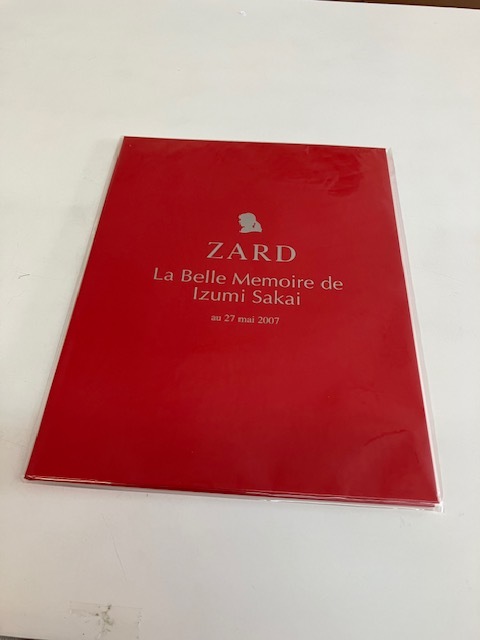 ZARD
La Belle Memoire de
Izumi Sakai
au 27 mai 2007